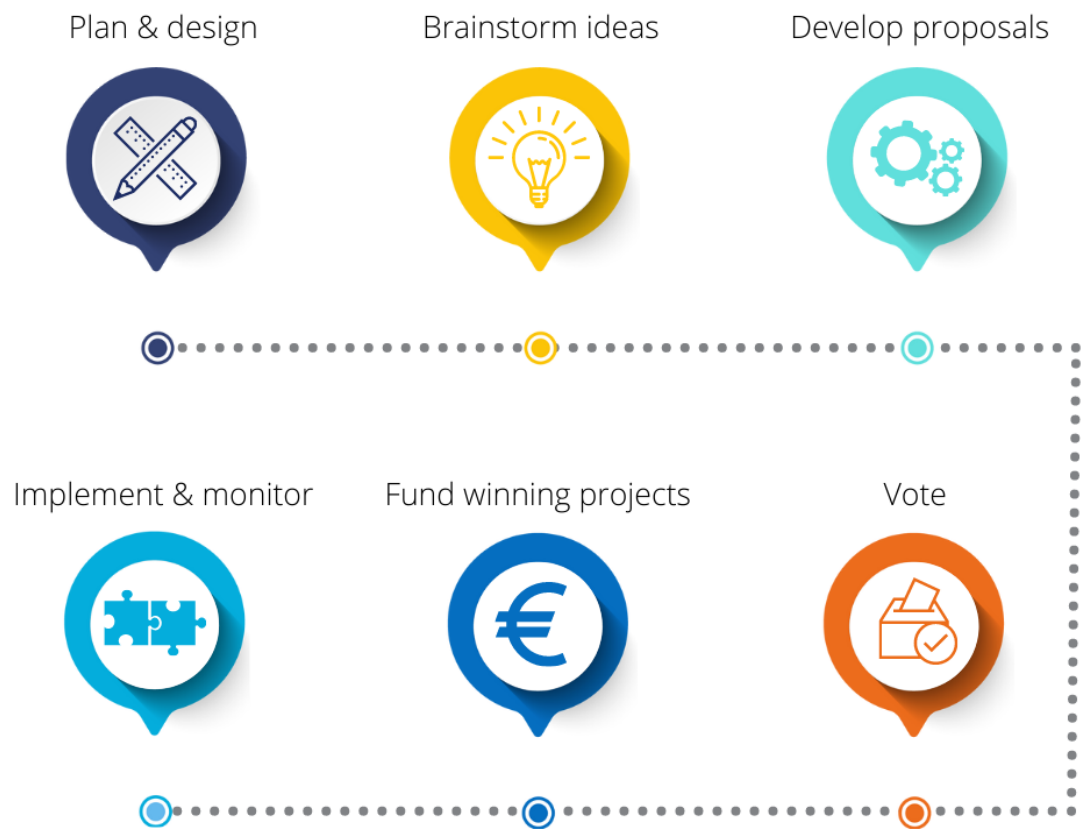 Plan & design
Brainstorm ideas
Develop proposals
Implement & monitor
Fund winning projects
Vote
€